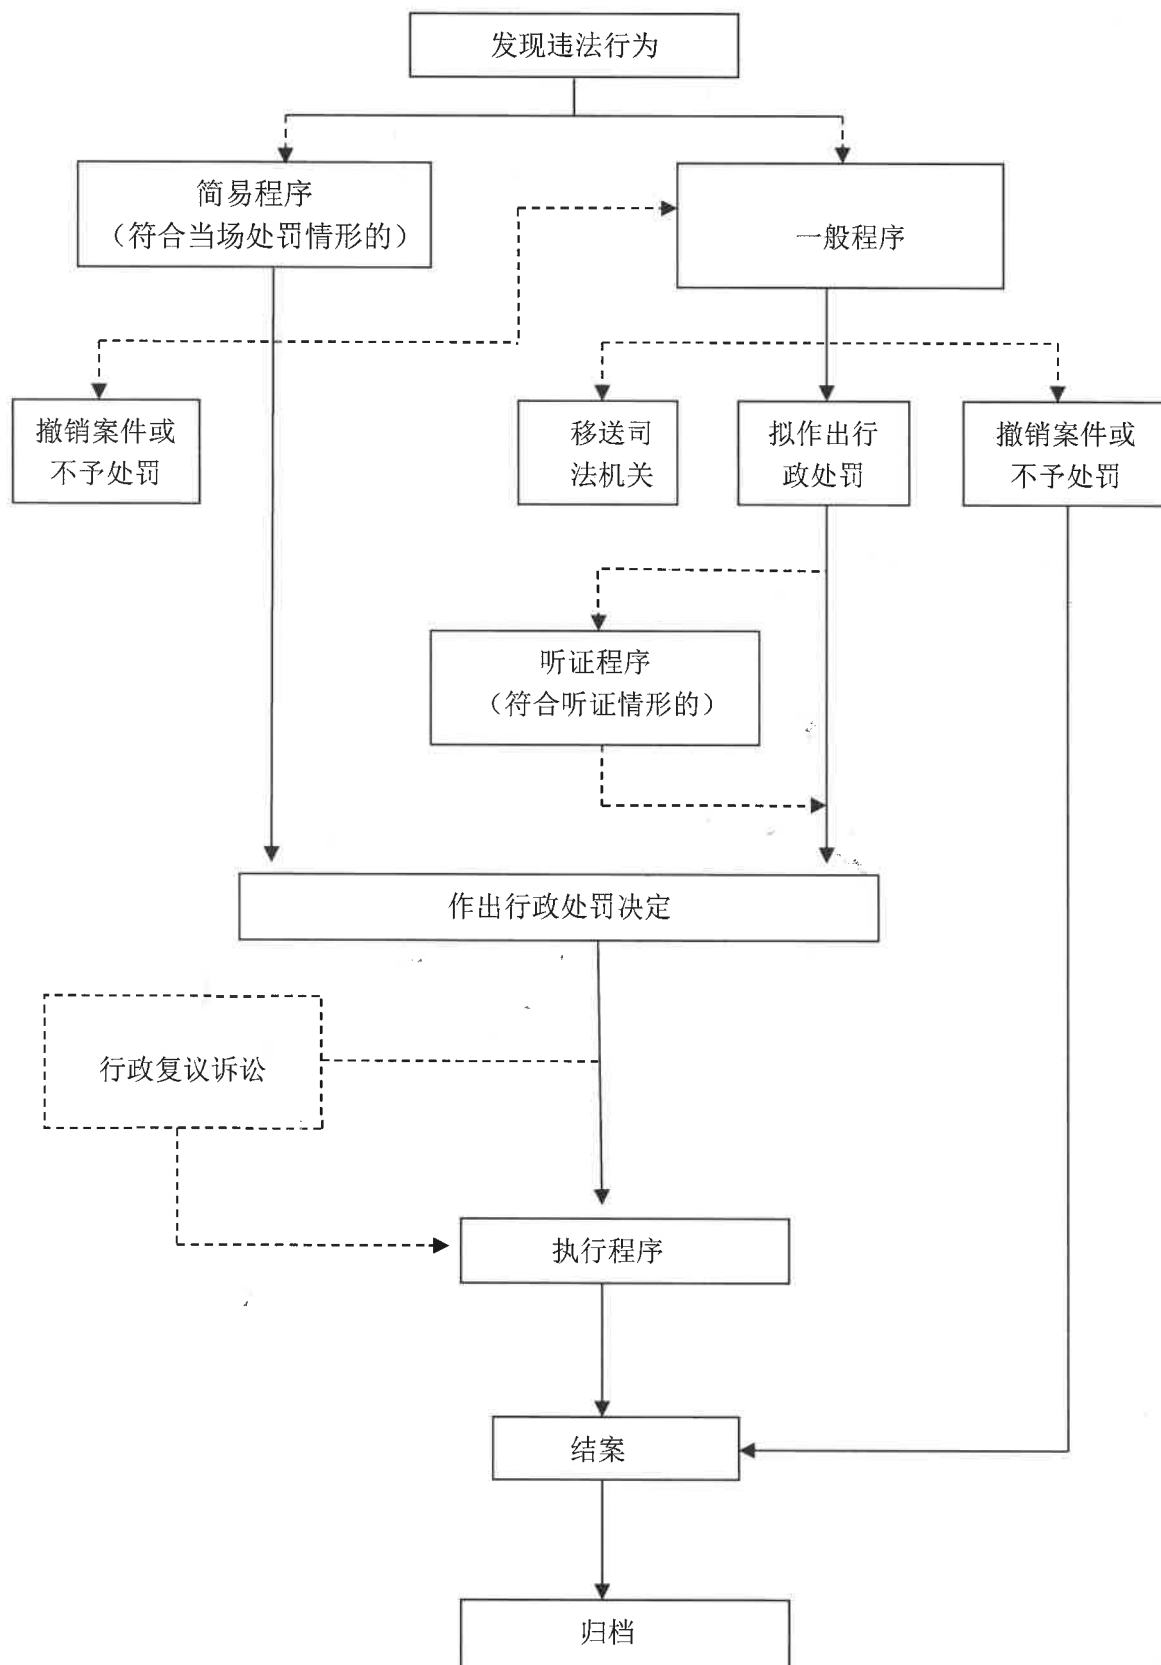 发现违法行为
简易程序
（符合当场处罚情形的）
一般程序
撤销案件或
不予处罚
移送司
法机关
拟作出行
政处罚
撤销案件或
不予处罚
听证程序
（符合听证情形的）
作出行政处罚决定
行政复议诉讼
执行程序
结案
归档